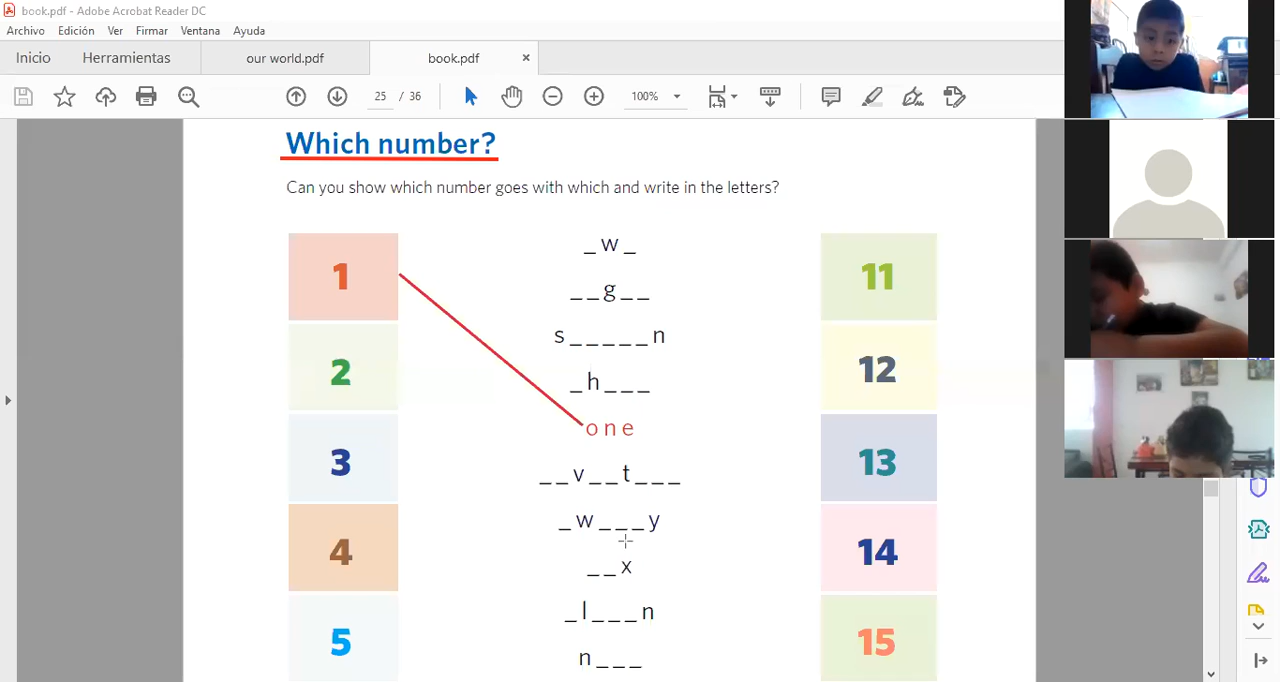 book.pdf - Adobe Acrobat Reader DC
Archivo Edición Ver Firmar Ventana Ayuda
Inicio Herramientas our world.pdf book.pdf ×
25 / 36 100%
Which number?
Can you show which number goes with which and write in the letters?
1
2
3
4
5
_ w _
_ _ g _ _
s _ _ _ _ _ n
_ h _ _ _
o n e
_ _ v _ _ t _ _ _
_ w _ _ _ y
_ _ x
_ l _ _ _ n
n _ _ _
11
12
13
14
15